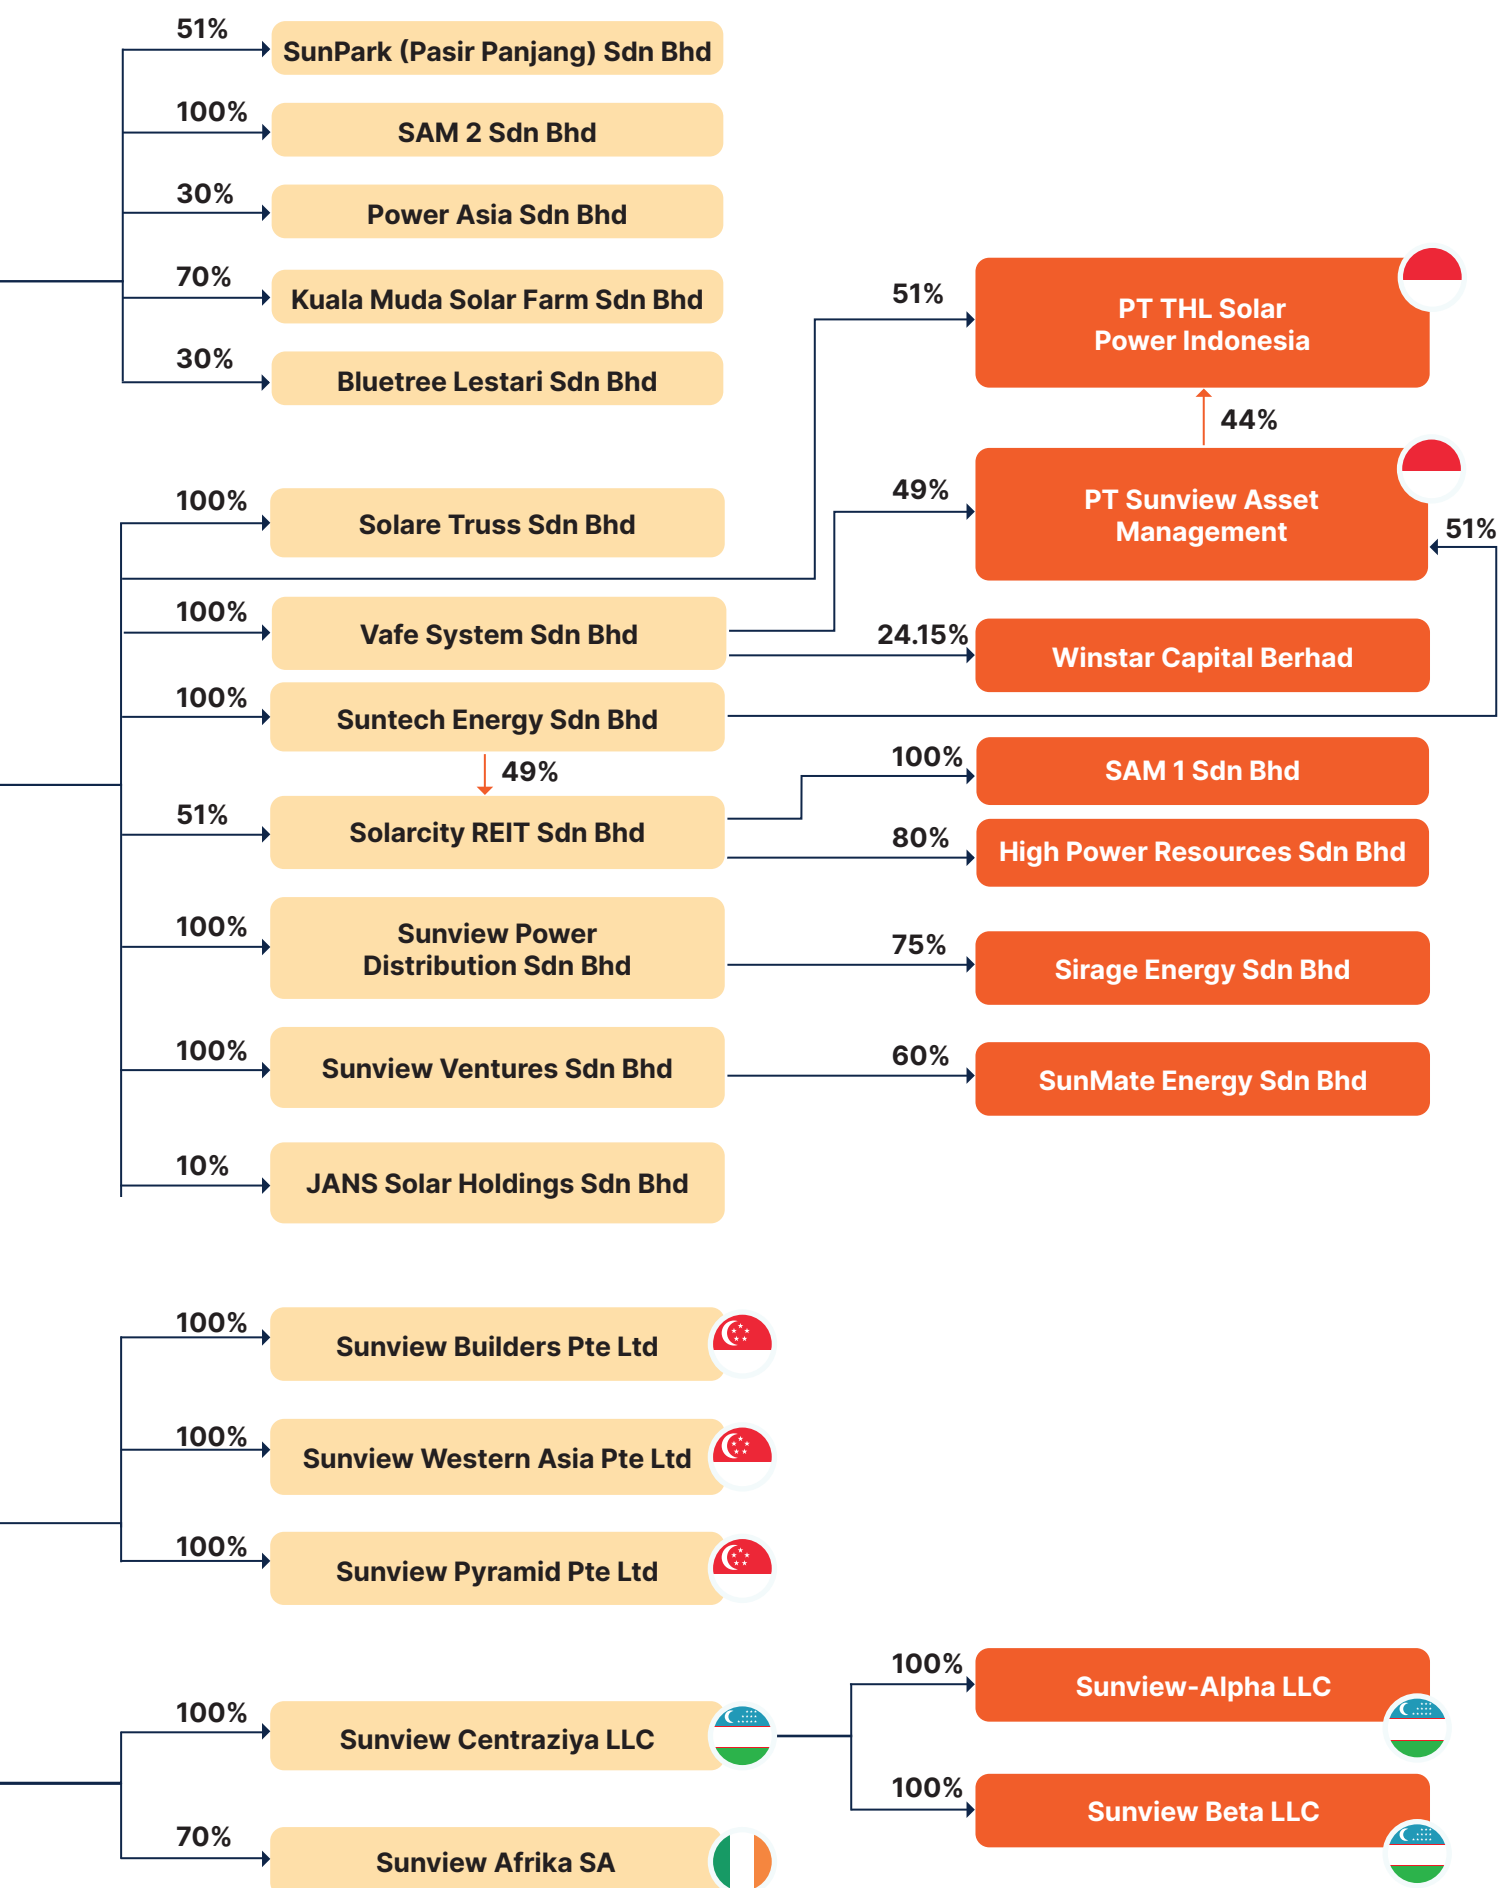 51%
SunPark (Pasir Panjang) Sdn Bhd
100%
SAM 2 Sdn Bhd
30%
Power Asia Sdn Bhd
70%
Kuala Muda Solar Farm Sdn Bhd
30%
Bluetree Lestari Sdn Bhd
51%
PT THL Solar
Power Indonesia
44%
100%
Solare Truss Sdn Bhd
49%
PT Sunview Asset
Management
51%
100%
Vafe System Sdn Bhd
24.15%
Winstar Capital Berhad
100%
Suntech Energy Sdn Bhd
49%
100%
SAM 1 Sdn Bhd
51%
Solarcity REIT Sdn Bhd
80%
High Power Resources Sdn Bhd
100%
Sunview Power
Distribution Sdn Bhd
75%
Sirage Energy Sdn Bhd
100%
Sunview Ventures Sdn Bhd
60%
SunMate Energy Sdn Bhd
10%
JANS Solar Holdings Sdn Bhd
100%
Sunview Builders Pte Ltd
100%
Sunview Western Asia Pte Ltd
100%
Sunview Pyramid Pte Ltd
100%
Sunview Centraziya LLC
100%
Sunview-Alpha LLC
100%
Sunview Beta LLC
70%
Sunview Afrika SA